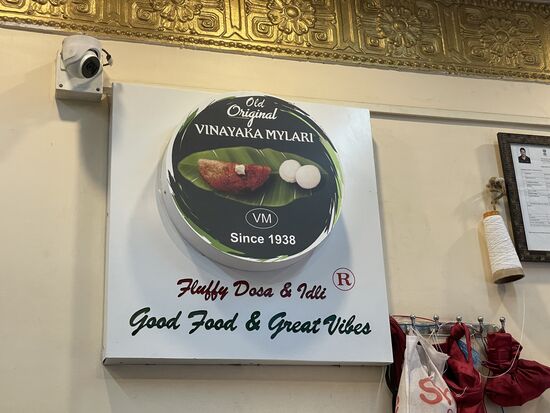 Old
Original
VINAYAKA MYLARI
VM
Since 1938
Fluffy Dosa & Idli
R
Good Food & Great Vibes